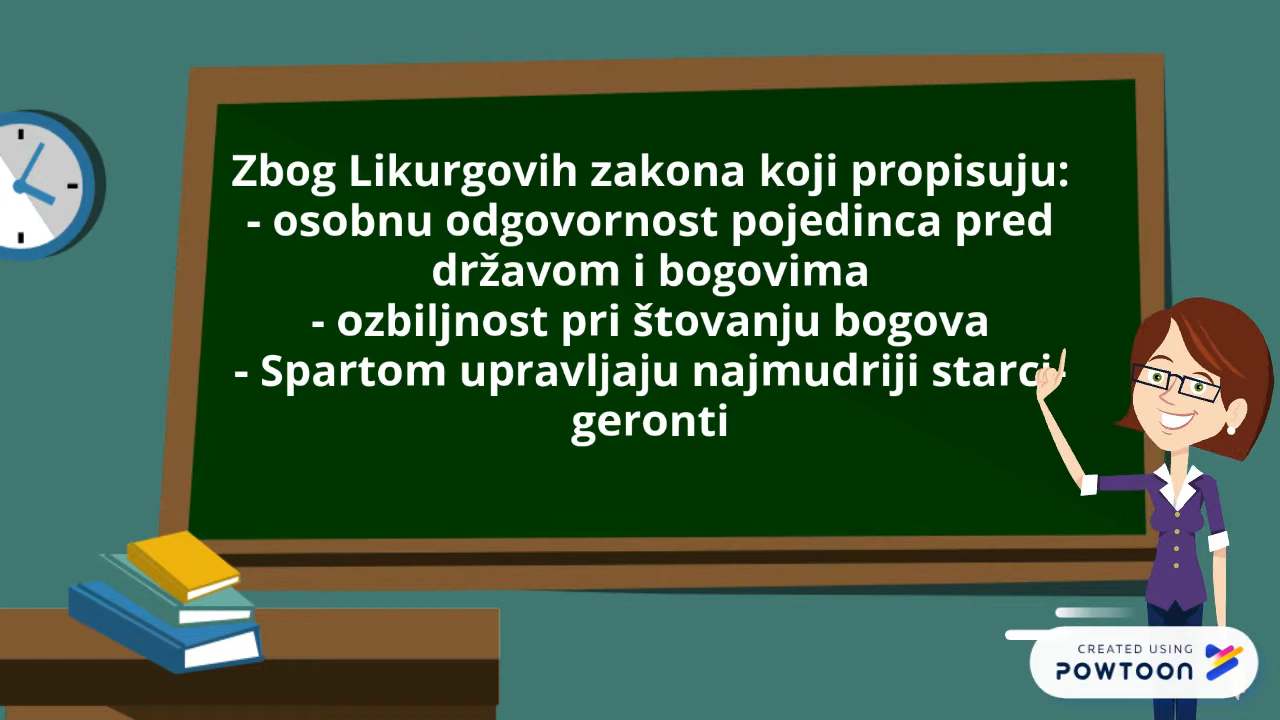 Zbog Likurgovih zakona koji propisuju:
- osobnu odgovornost pojedinca pred
državom i bogovima
- ozbiljnost pri štovanju bogova
- Spartom upravljaju najmudriji starci-
geronti
CREATED USING
POWTOON